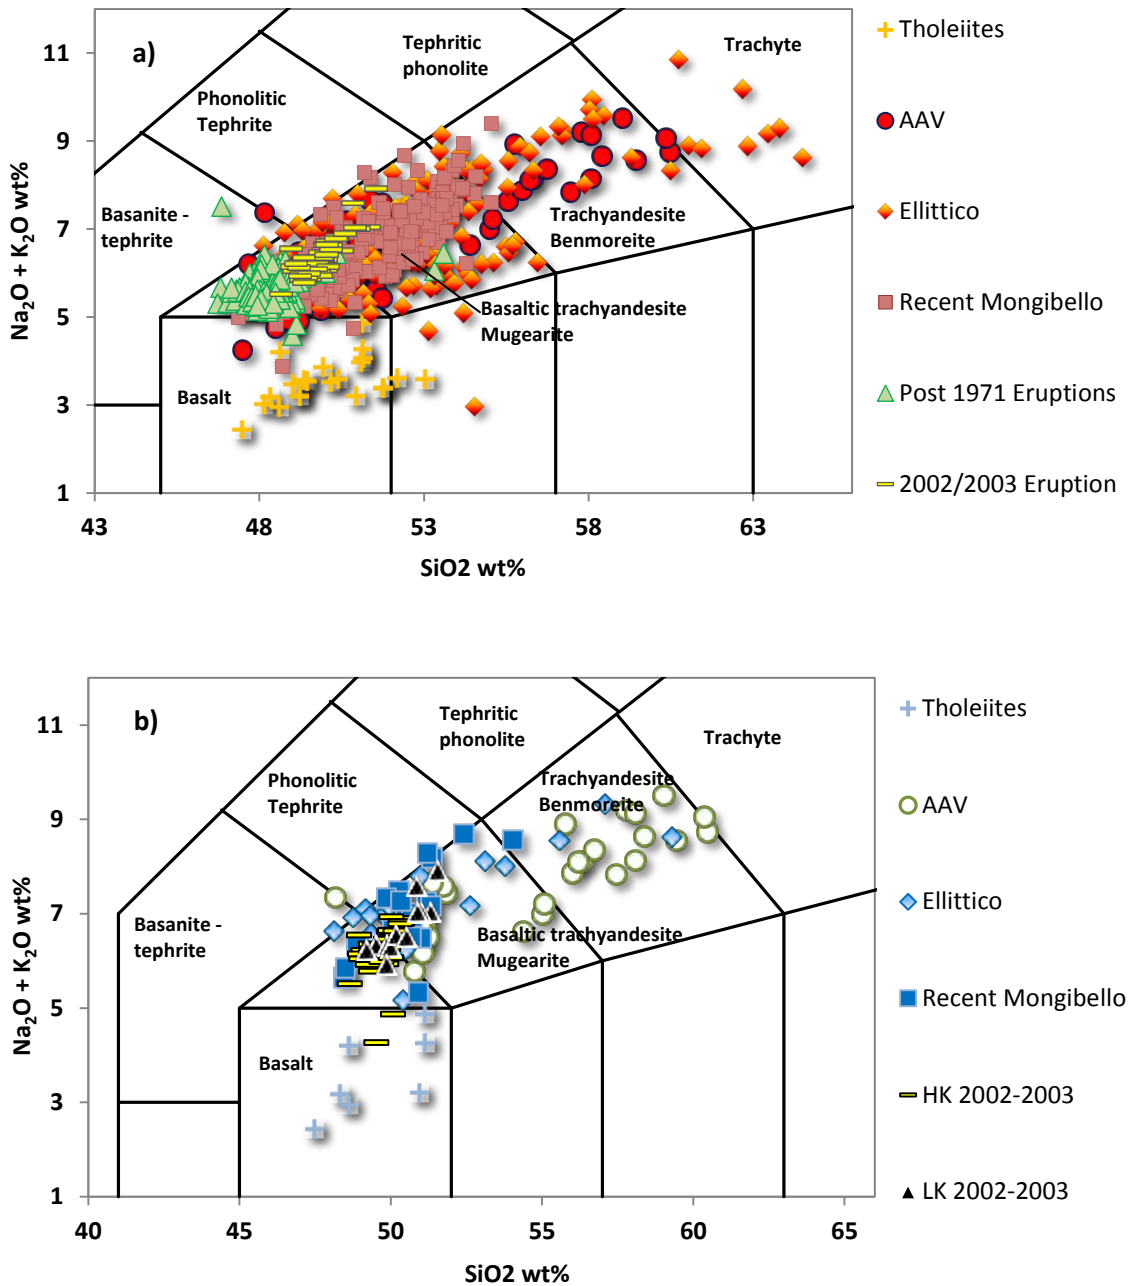 a)
Tephritic
phonolite
Trachyte
Phonolitic
Tephrite
Basanite -
tephrite
Trachyandesite
Benmoreite
Basaltic trachyandesite
Mugearite
Basalt
Na₂O + K₂O wt%
11
9
7
5
3
1
43
48
53
58
63
SiO2 wt%
Tholeiites
AAV
Ellittico
Recent Mongibello
Post 1971 Eruptions
2002/2003 Eruption
b)
Tephritic
phonolite
Trachyte
Phonolitic
Tephrite
Trachyandesite
Benmoreite
Basanite -
tephrite
Basaltic trachyandesite
Mugearite
Basalt
Na₂O + K₂O wt%
11
9
7
5
3
1
40
45
50
55
60
65
SiO2 wt%
Tholeiites
AAV
Ellittico
Recent Mongibello
HK 2002-2003
LK 2002-2003